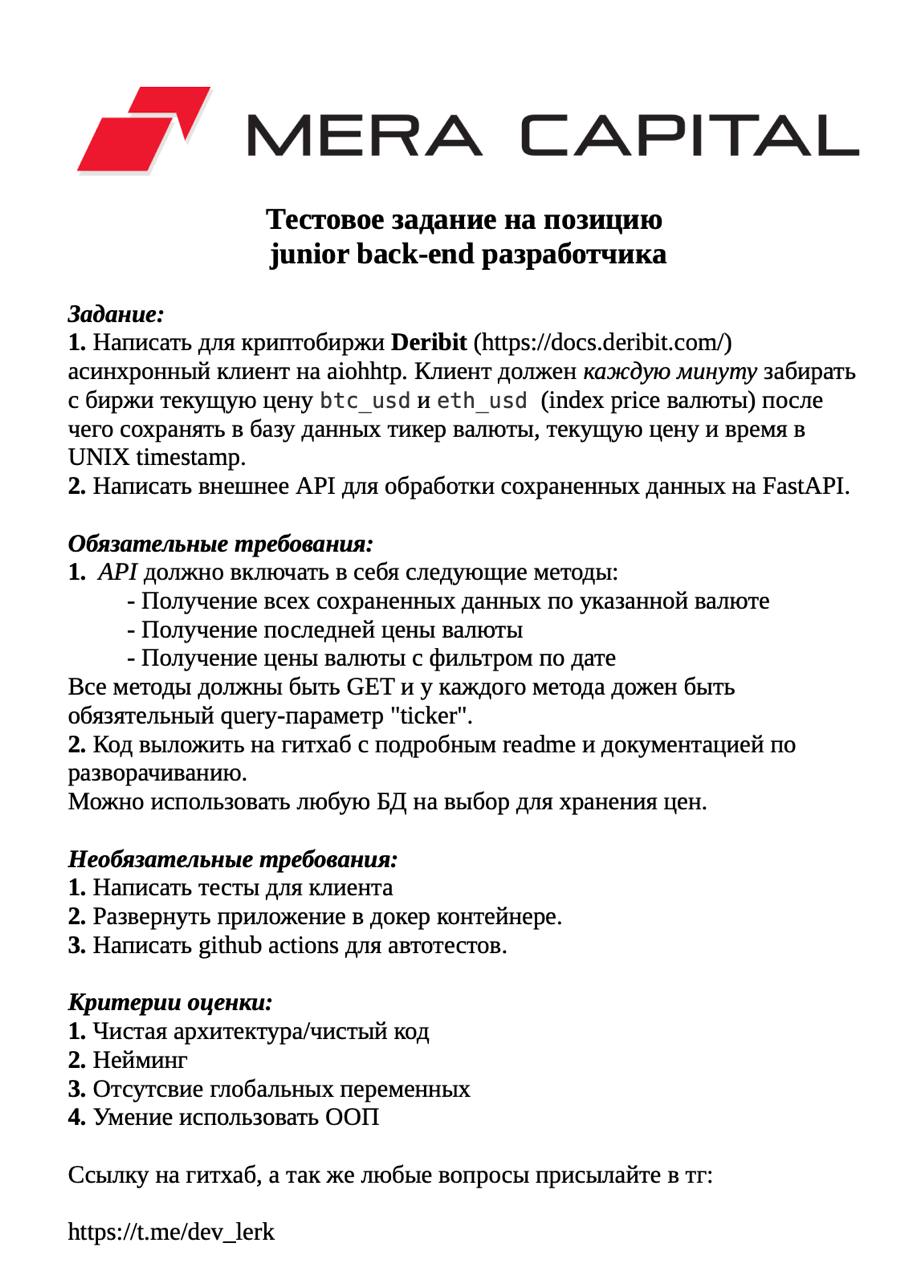 MERA CAPITAL
Тестовое задание на позицию
junior back-end разработчика
Задание:
1. Написать для криптобиржи Deribit (https://docs.deribit.com/)
асинхронный клиент на aiohhtp. Клиент должен каждую минуту забирать
с биржи текущую цену btc_usd и eth_usd (index price валюты) после
чего сохранять в базу данных тикер валюты, текущую цену и время в
UNIX timestamp.
2. Написать внешнее API для обработки сохраненных данных на FastAPI.
Обязательные требования:
1. API должно включать в себя следующие методы:
- Получение всех сохраненных данных по указанной валюте
- Получение последней цены валюты
- Получение цены валюты с фильтром по дате
Все методы должны быть GET и у каждого метода дожен быть
обязятельный query-параметр "ticker".
2. Код выложить на гитхаб с подробным readme и документацией по
разворачиванию.
Можно использовать любую БД на выбор для хранения цен.
Необязательные требования:
1. Написать тесты для клиента
2. Развернуть приложение в докер контейнере.
3. Написать github actions для автотестов.
Критерии оценки:
1. Чистая архитектура/чистый код
2. Нейминг
3. Отсутсвие глобальных переменных
4. Умение использовать ООП
Ссылку на гитхаб, а так же любые вопросы присылайте в тг:
https://t.me/dev_lerk